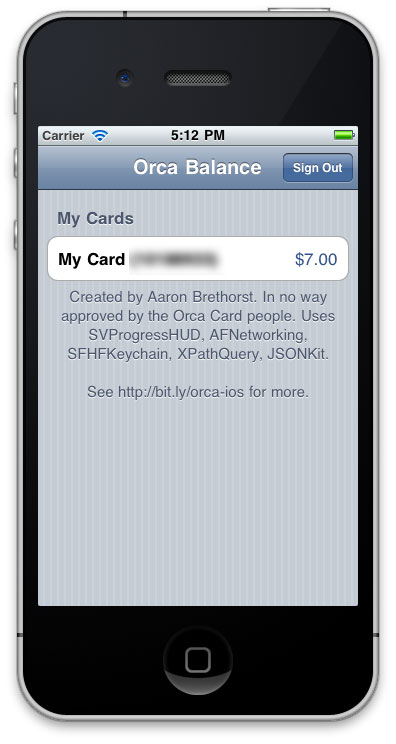 Carrier 5:12 PM
Orca Balance Sign Out
My Cards
My Card $7.00
Created by Aaron Brethorst. In no way
approved by the Orca Card people. Uses
SVProgressHUD, AFNetworking,
SFHFKeychain, XPathQuery, JSONKit.
See http://bit.ly/orca-ios for more.